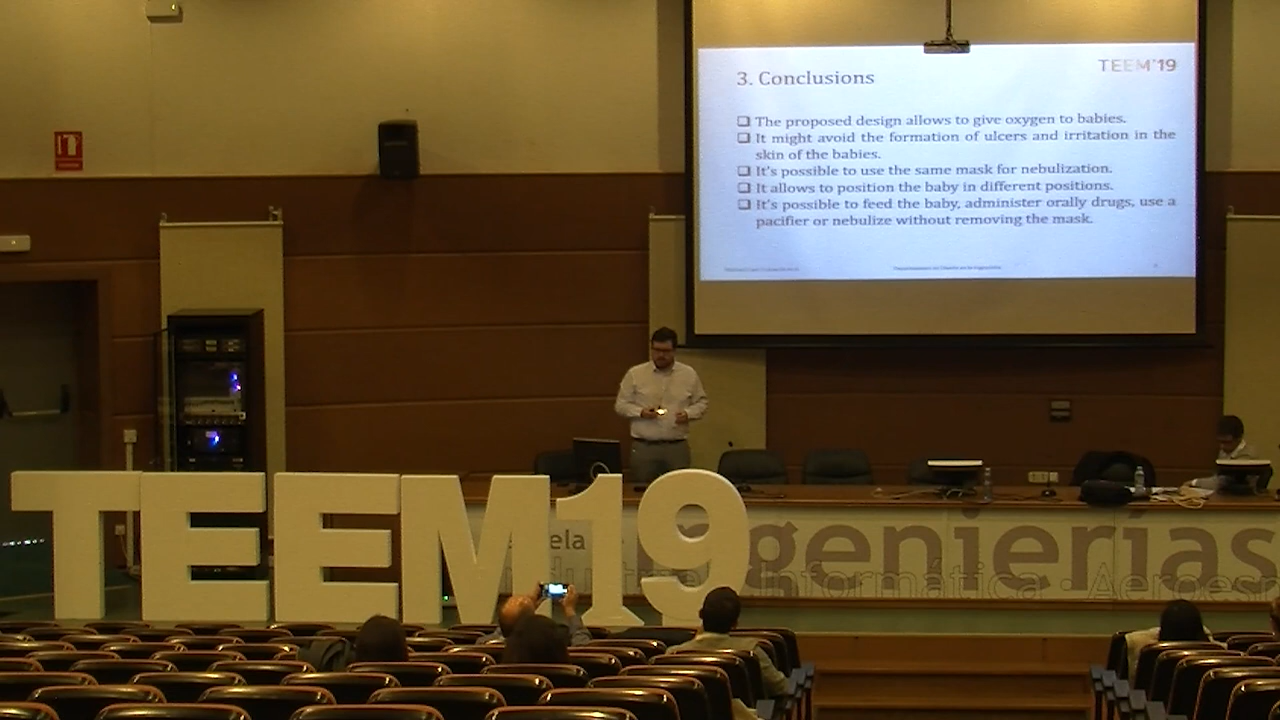 TEEM'19
3. Conclusions
❑ The proposed design allows to give oxygen to babies.
❑ It might avoid the formation of ulcers and irritation in the
skin of the babies.
❑ It's possible to use the same mask for nebulization.
❑ It allows to position the baby in different positions.
❑ It's possible to feed the baby, administer orally drugs, use a
pacifier or nebulize without removing the mask.
TEEM19
genierías
Informática · Aeroes